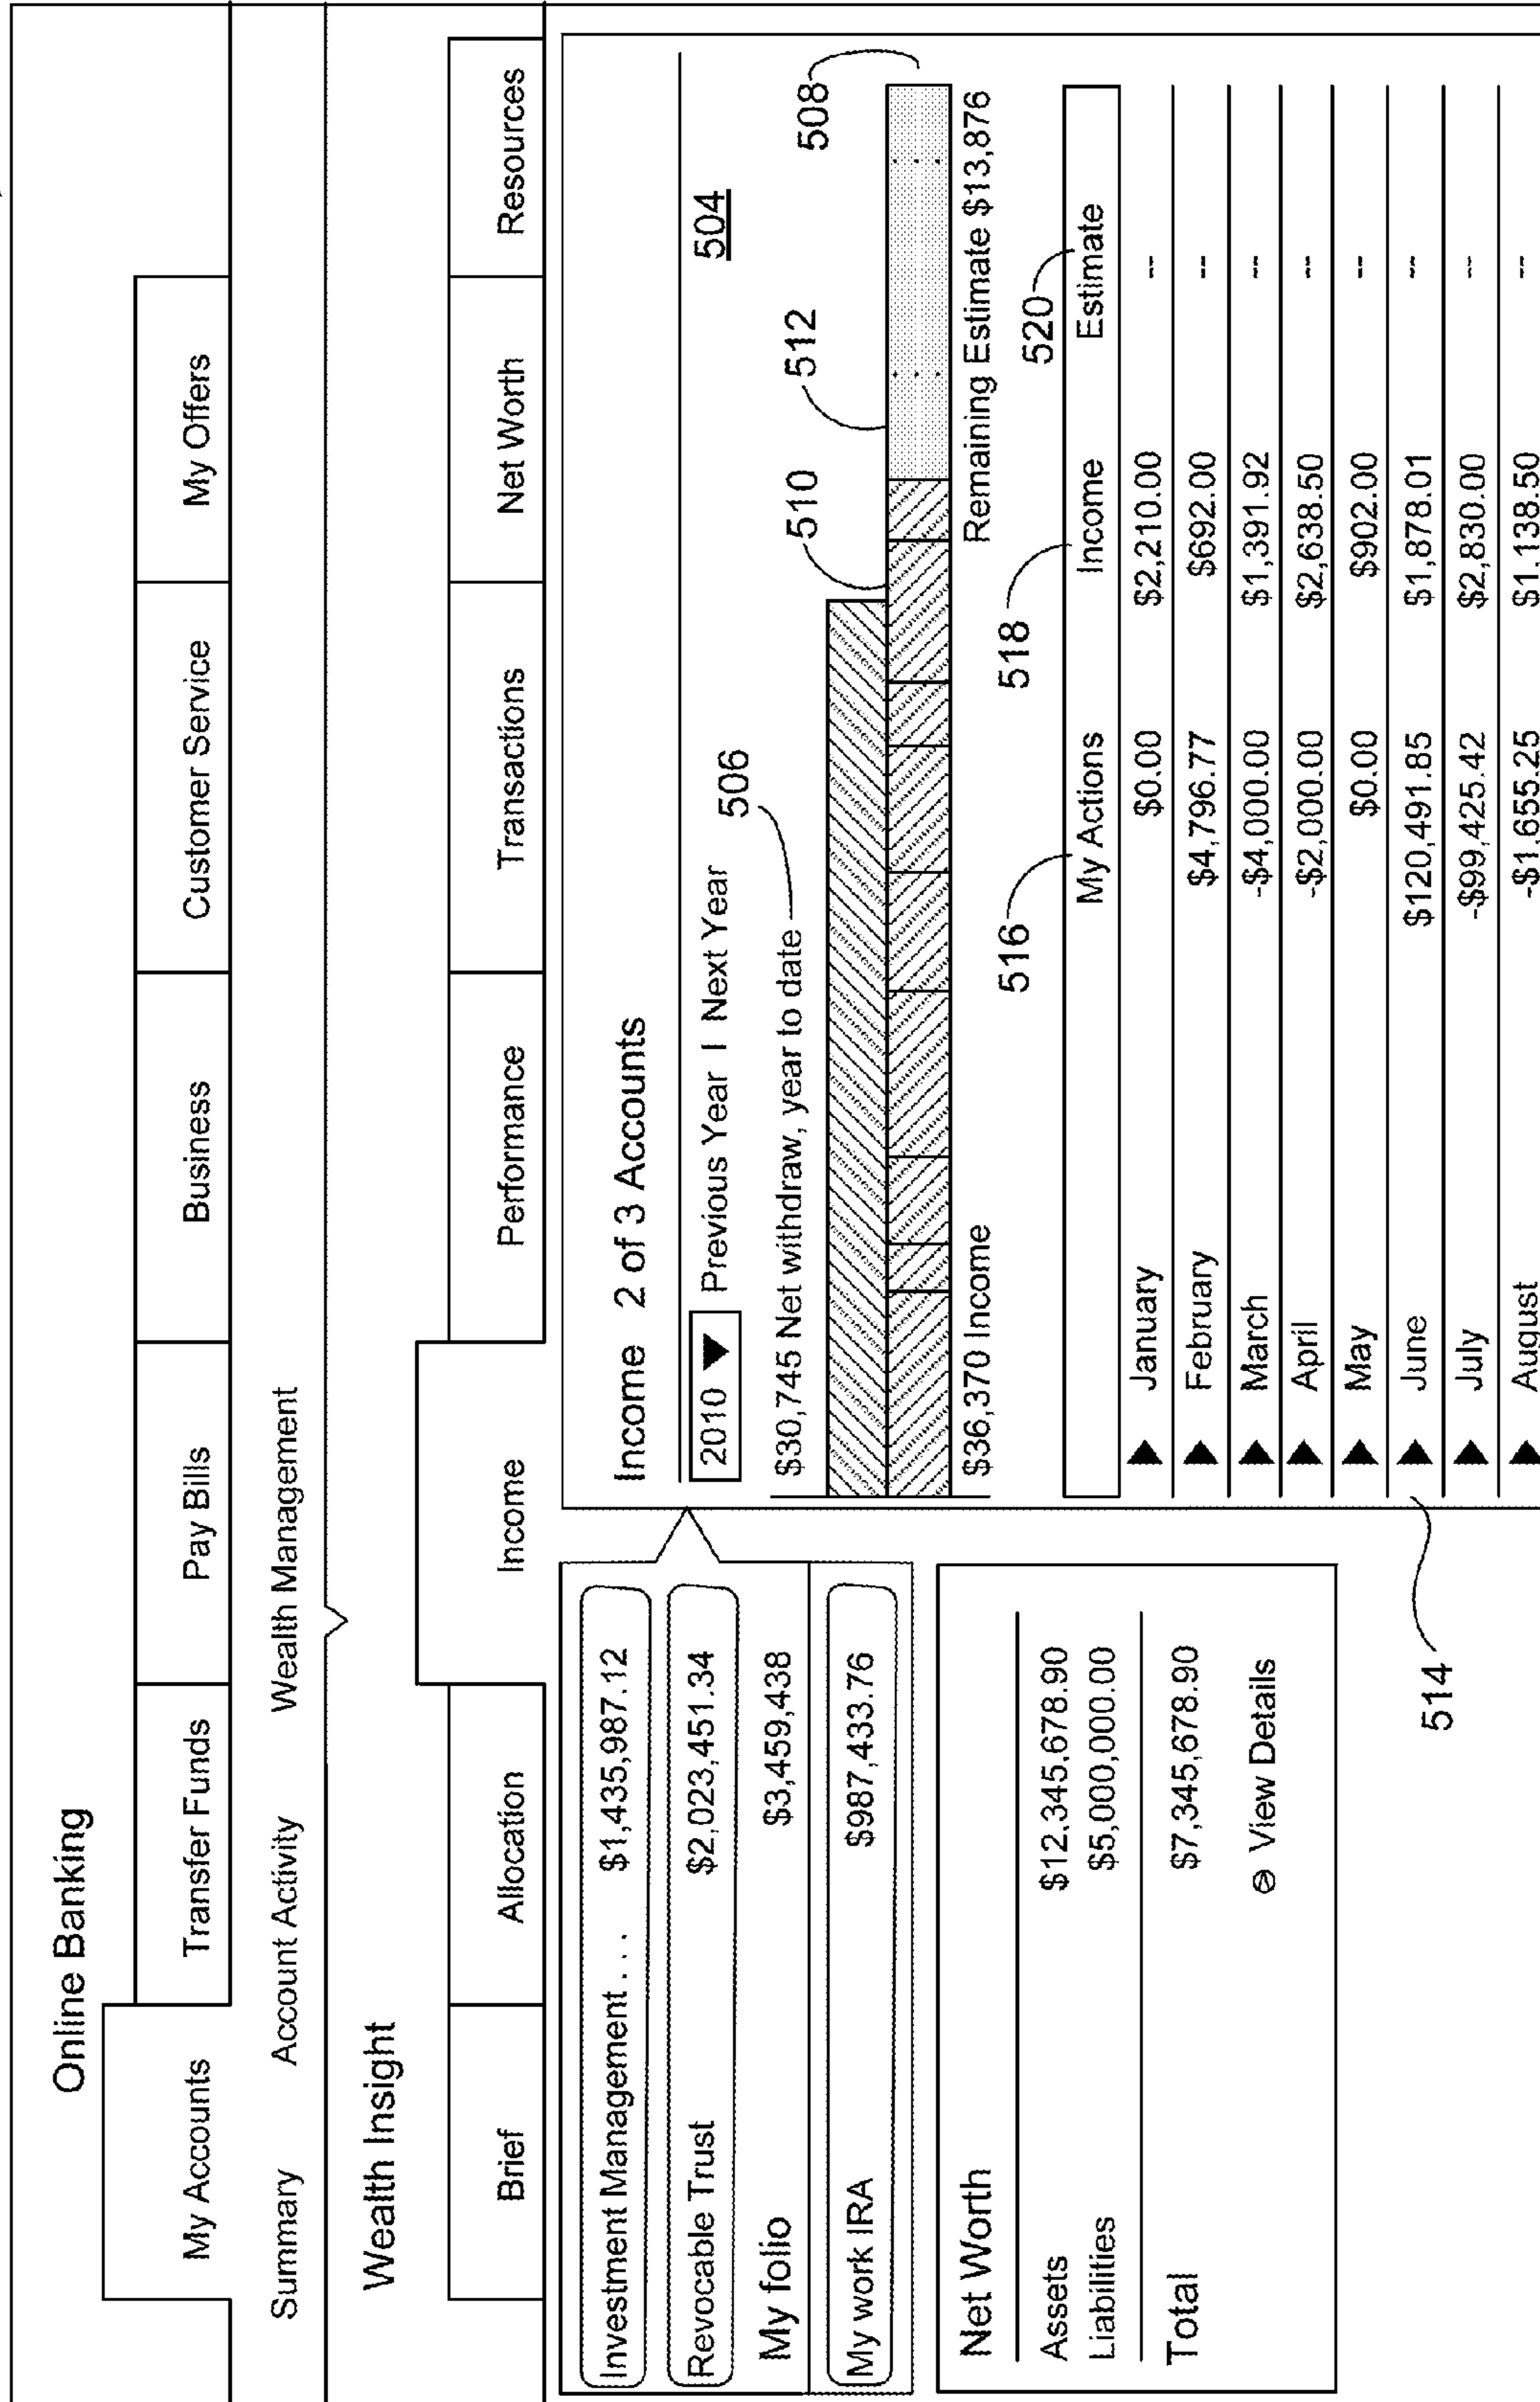 Online Banking
My Accounts Transfer Funds Pay Bills Business Customer Service My Offers
Summary Account Activity Wealth Management
Wealth Insight
Brief Allocation Income Performance Transactions Net Worth Resources
Investment Management . . . $1,435,987.12
Revocable Trust $2,023,451.34
My folio $3,459,438
My work IRA $987,433.76
Net Worth
Assets $12,345,678.90
Liabilities $5,000,000.00
Total $7,345,678.90
View Details
514
Income 2 of 3 Accounts
2010 ▼ Previous Year | Next Year
504
506
$30,745 Net withdraw, year to date
510
512
508
$36,370 Income Remaining Estimate $13,876
516 518 520
My Actions Income Estimate
January $0.00 $2,210.00 --
February $4,796.77 $692.00 --
March -$4,000.00 $1,391.92 --
April -$2,000.00 $2,638.50 --
May $0.00 $902.00 --
June $120,491.85 $1,878.01 --
July -$99,425.42 $2,830.00 --
August -$1,655.25 $1,138.50 --